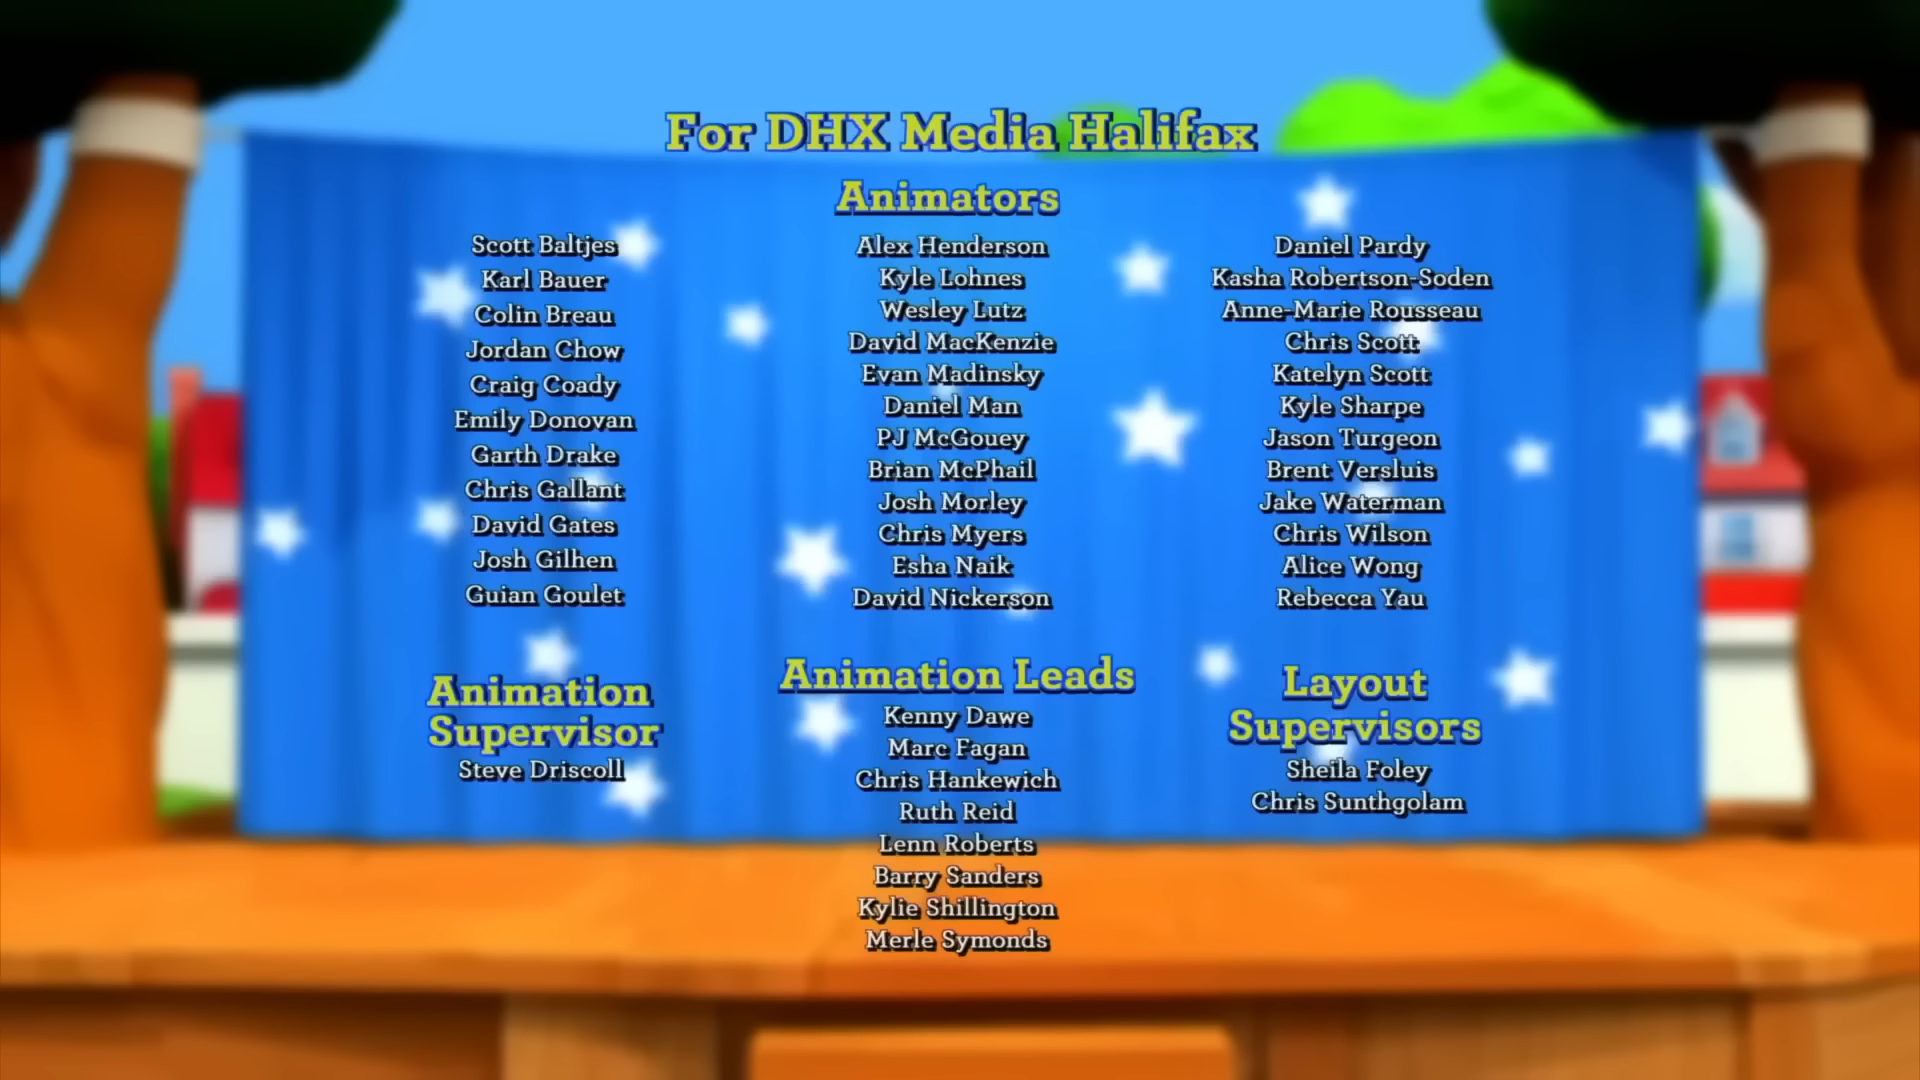 For DHX Media Halifax
Animators
Scott Baltjes
Karl Bauer
Colin Breau
Jordan Chow
Craig Coady
Emily Donovan
Garth Drake
Chris Gallant
David Gates
Josh Gilhen
Guian Goulet
Alex Henderson
Kyle Lohnes
Wesley Lutz
David MacKenzie
Evan Madinsky
Daniel Man
PJ McGouey
Brian McPhail
Josh Morley
Chris Myers
Esha Naik
David Nickerson
Daniel Pardy
Kasha Robertson-Soden
Anne-Marie Rousseau
Chris Scott
Katelyn Scott
Kyle Sharpe
Jason Turgeon
Brent Versluis
Jake Waterman
Chris Wilson
Alice Wong
Rebecca Yau
Animation
Supervisor
Steve Driscoll
Animation Leads
Kenny Dawe
Marc Fagan
Chris Hankewich
Ruth Reid
Lenn Roberts
Barry Sanders
Kylie Shillington
Merle Symonds
Layout
Supervisors
Sheila Foley
Chris Sunthgolam